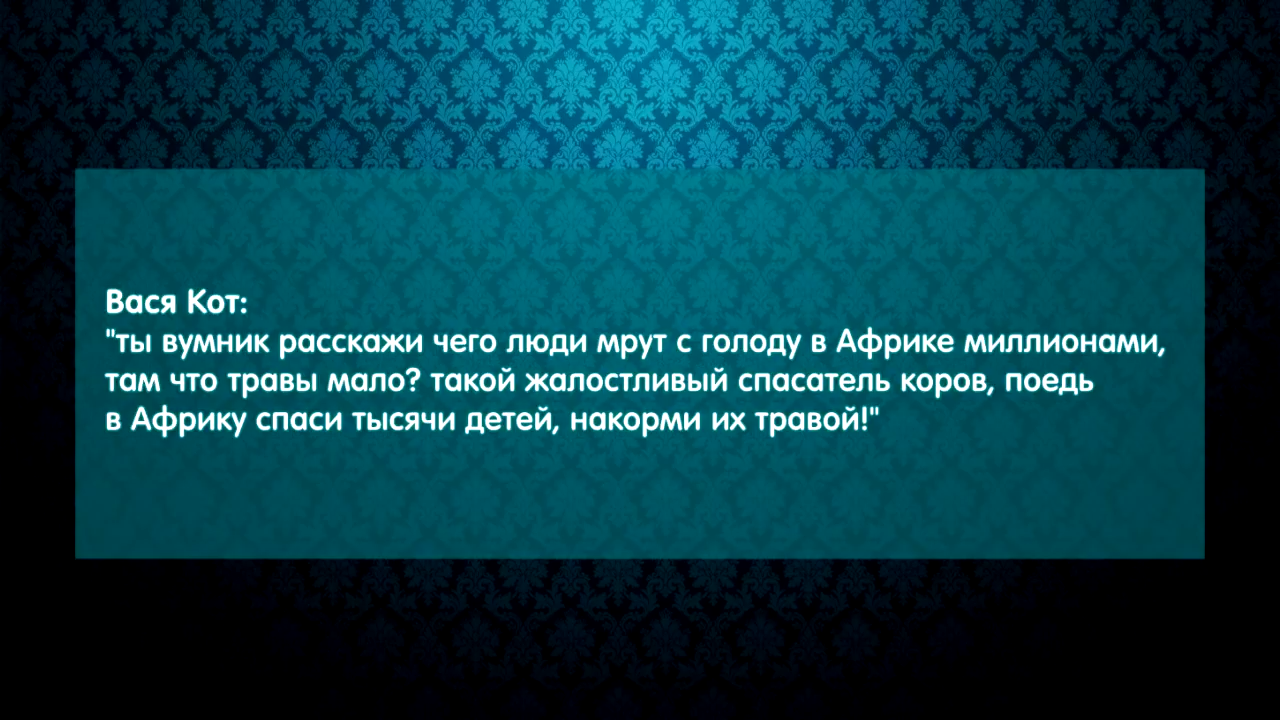 Вася Кот:
"ты вумник расскажи чего люди мрут с голоду в Африке миллионами,
там что травы мало? такой жалостливый спасатель коров, поедь
в Африку спаси тысячи детей, накорми их травой!"